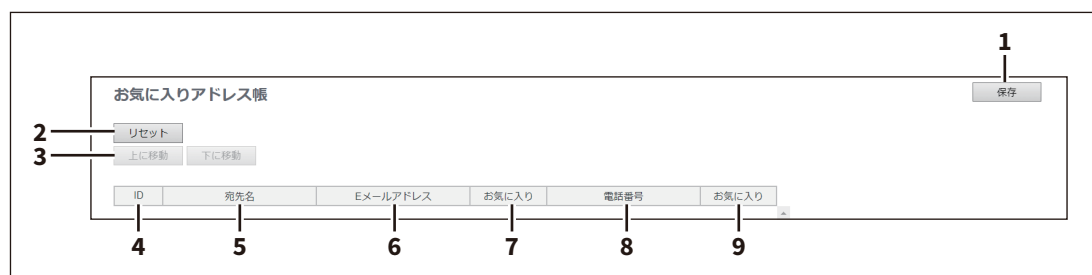 1
お気に入りアドレス帳
保存
2 リセット
3 上に移動 下に移動
ID 宛先名 Eメールアドレス お気に入り 電話番号 お気に入り
4 5 6 7 8 9